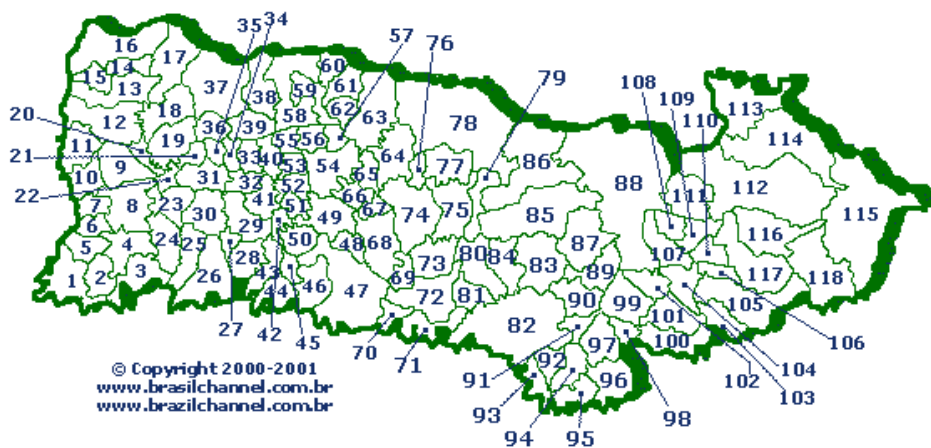 35 34 57 76 79
16 17 60 108 109 110 113
15 14 13 37 38 59 61 62 63 78 114
20 12 18 36 39 58 86 88
21 11 19 33 40 55 56 54 64 77 112
22 10 9 31 32 53 65 111
7 8 23 30 41 52 51 66 67 74 75 85 115
6 29 49 116
5 4 24 25 28 50 48 68 73 80 84 83 87 107
1 2 3 26 43 44 46 47 69 72 81 89 90 99 117 118
27 42 45 70 71 82 101 105 106
91 92 97 100 102 104 103
93 94 95 96 98
© Copyright 2000-2001
www.brasilchannel.com.br
www.brazilchannel.com.br